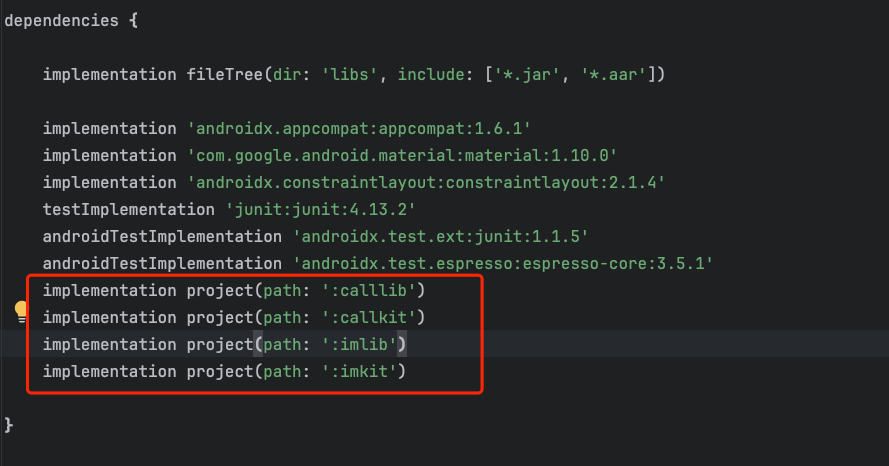 dependencies {
implementation fileTree(dir: 'libs', include: ['*.jar', '*.aar'])
implementation 'androidx.appcompat:appcompat:1.6.1'
implementation 'com.google.android.material:material:1.10.0'
implementation 'androidx.constraintlayout:constraintlayout:2.1.4'
testImplementation 'junit:junit:4.13.2'
androidTestImplementation 'androidx.test.ext:junit:1.1.5'
androidTestImplementation 'androidx.test.espresso:espresso-core:3.5.1'
implementation project(path: ':calllib')
implementation project(path: ':callkit')
implementation project(path: ':imlib')
implementation project(path: ':imkit')
}